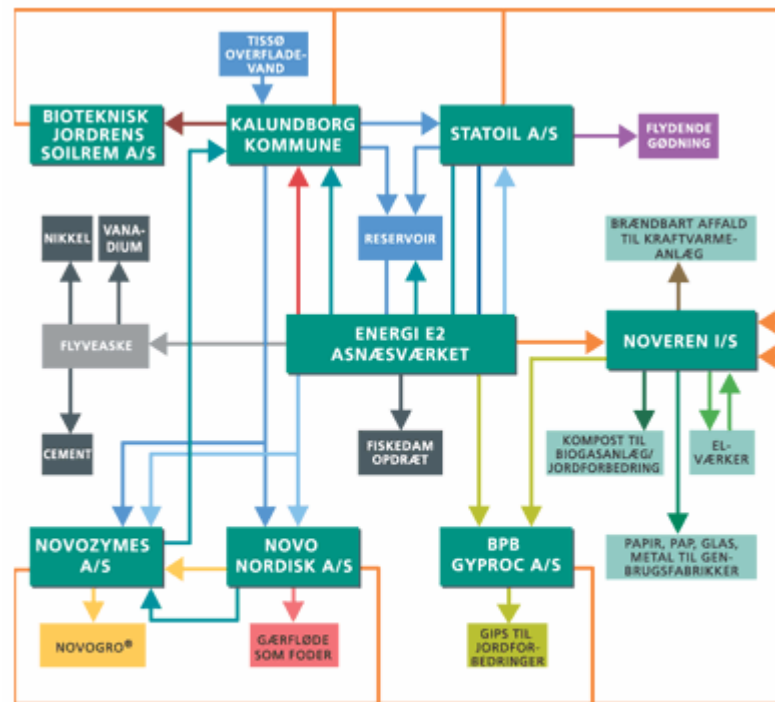 TISSØ
OVERFLADE-
VAND
BIOTEKNISK
JORDRENS
SOILREM A/S
KALUNDBORG
KOMMUNE
STATOIL A/S
FLYDENDE
GØDNING
NIKKEL
VANA-
DIUM
RESERVOIR
BRÆNDBART AFFALD
TIL KRAFTVARME-
ANLÆG
FLYVEASKE
ENERGI E2
ASNÆSVÆRKET
NOVEREN I/S
CEMENT
FISKEDAM
OPDRÆT
KOMPOST TIL
BIOGASANLÆG/
JORDFORBEDRING
EL-
VÆRKER
NOVOZYMES
A/S
NOVO
NORDISK A/S
BPB
GYPROC A/S
PAPIR, PAP, GLAS,
METAL TIL GEN-
BRUGSFABRIKKER
NOVOGRO®
GÆRFLØDE
SOM FODER
GIPS TIL
JORDFOR-
BEDRINGER